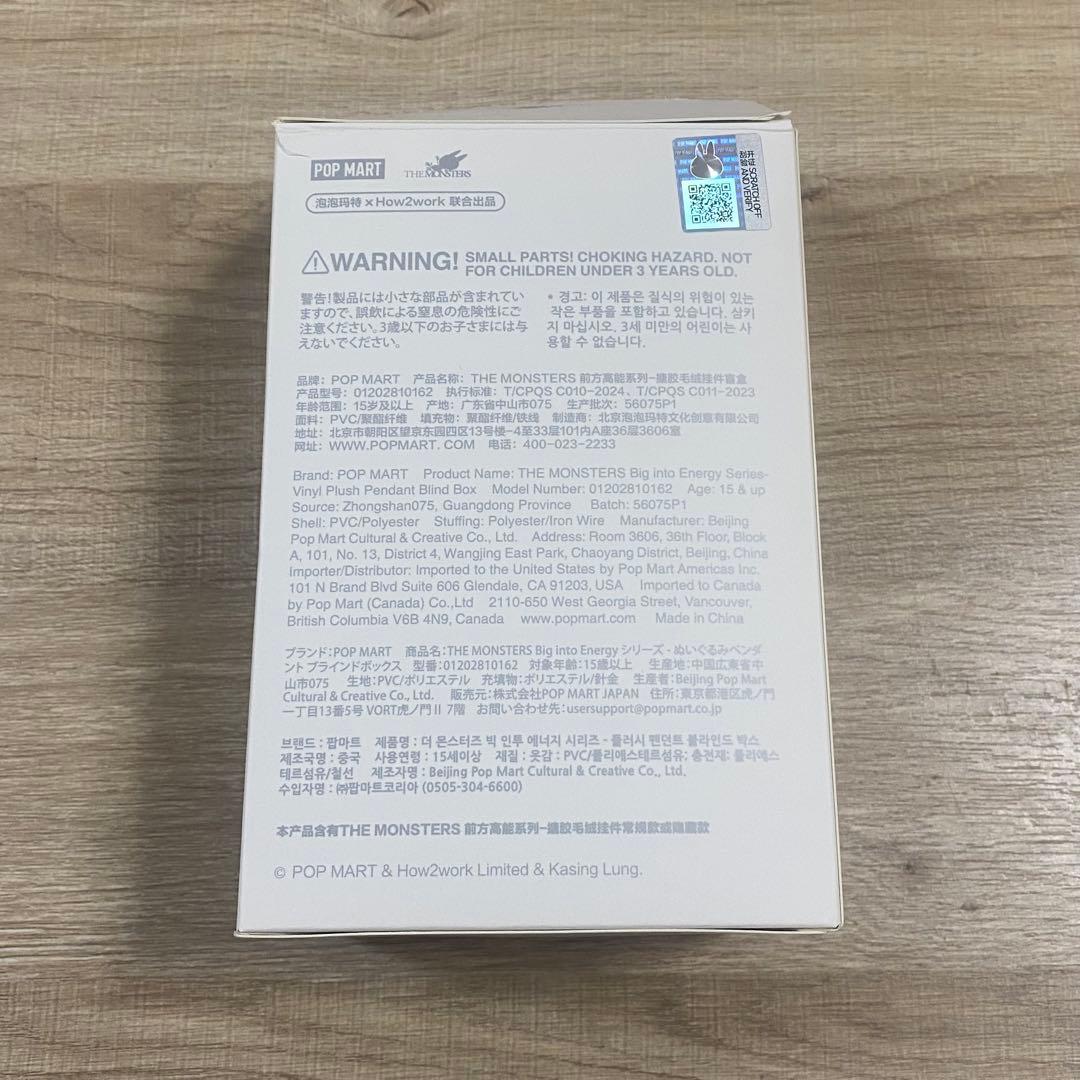 POP MART
THE MONSTERS
泡泡玛特 × How2work 联合出品
刮开
验证
SCRATCH OFF
AND VERIFY
WARNING! SMALL PARTS! CHOKING HAZARD. NOT
FOR CHILDREN UNDER 3 YEARS OLD.
警告!製品には小さな部品が含まれてい
ますので、誤飲による窒息の危険性にご
注意ください。3歳以下のお子さまには与
えないでください。
* 경고: 이 제품은 질식의 위험이 있는
작은 부품을 포함하고 있습니다. 삼키
지 마십시오. 3세 미만의 어린이는 사
용할 수 없습니다.
品牌: POP MART 产品名称: THE MONSTERS 前方高能系列-搪胶毛绒挂件盲盒
产品型号: 01202810162 执行标准: T/CPQS C010-2024、T/CPQS C011-2023
年龄范围: 15岁及以上 产地: 广东省中山市075 生产批次: 56075P1
面料: PVC/聚酯纤维 填充物: 聚酯纤维/铁线 制造商: 北京泡泡玛特文化创意有限公司
地址: 北京市朝阳区望京东园四区13号楼-4至33层101内A座36层3606室
网址: WWW.POPMART.COM 电话: 400-023-2233
Brand: POP MART Product Name: THE MONSTERS Big into Energy Series-
Vinyl Plush Pendant Blind Box Model Number: 01202810162 Age: 15 & up
Source: Zhongshan075, Guangdong Province Batch: 56075P1
Shell: PVC/Polyester Stuffing: Polyester/Iron Wire Manufacturer: Beijing
Pop Mart Cultural & Creative Co., Ltd. Address: Room 3606, 36th Floor, Block
A, 101, No. 13, District 4, Wangjing East Park, Chaoyang District, Beijing, China
Importer/Distributor: Imported to the United States by Pop Mart Americas Inc.
101 N Brand Blvd Suite 606 Glendale, CA 91203, USA Imported to Canada
by Pop Mart (Canada) Co.,Ltd 2110-650 West Georgia Street, Vancouver,
British Columbia V6B 4N9, Canada www.popmart.com Made in China
ブランド:POP MART 商品名:THE MONSTERS Big into Energy シリーズ - ぬいぐるみペンダ
ント ブラインドボックス 型番:01202810162 対象年齢:15歳以上 生産地:中国広東省中
山市075 生地:PVC/ポリエステル 充填物:ポリエステル/針金 生産者:Beijing Pop Mart
Cultural & Creative Co., Ltd. 販売元:株式会社POP MART JAPAN 住所:東京都港区虎ノ門
一丁目13番5号 VORT虎ノ門Ⅱ 7階 お問い合わせ先:usersupport@popmart.co.jp
브랜드 : 팝마트 제품명 : 더 몬스터즈 빅 인투 에너지 시리즈 - 플러시 펜던트 블라인드 박스
제조국명 : 중국 사용연령 : 15세이상 재질 : 옷감 : PVC/폴리에스테르섬유; 충전재: 폴리에스
테르섬유/철선 제조자명 : Beijing Pop Mart Cultural & Creative Co., Ltd.
수입자명 : ㈜팝마트코리아 (0505-304-6600)
本产品含有THE MONSTERS 前方高能系列-搪胶毛绒挂件常规款或隐藏款
© POP MART & How2work Limited & Kasing Lung.